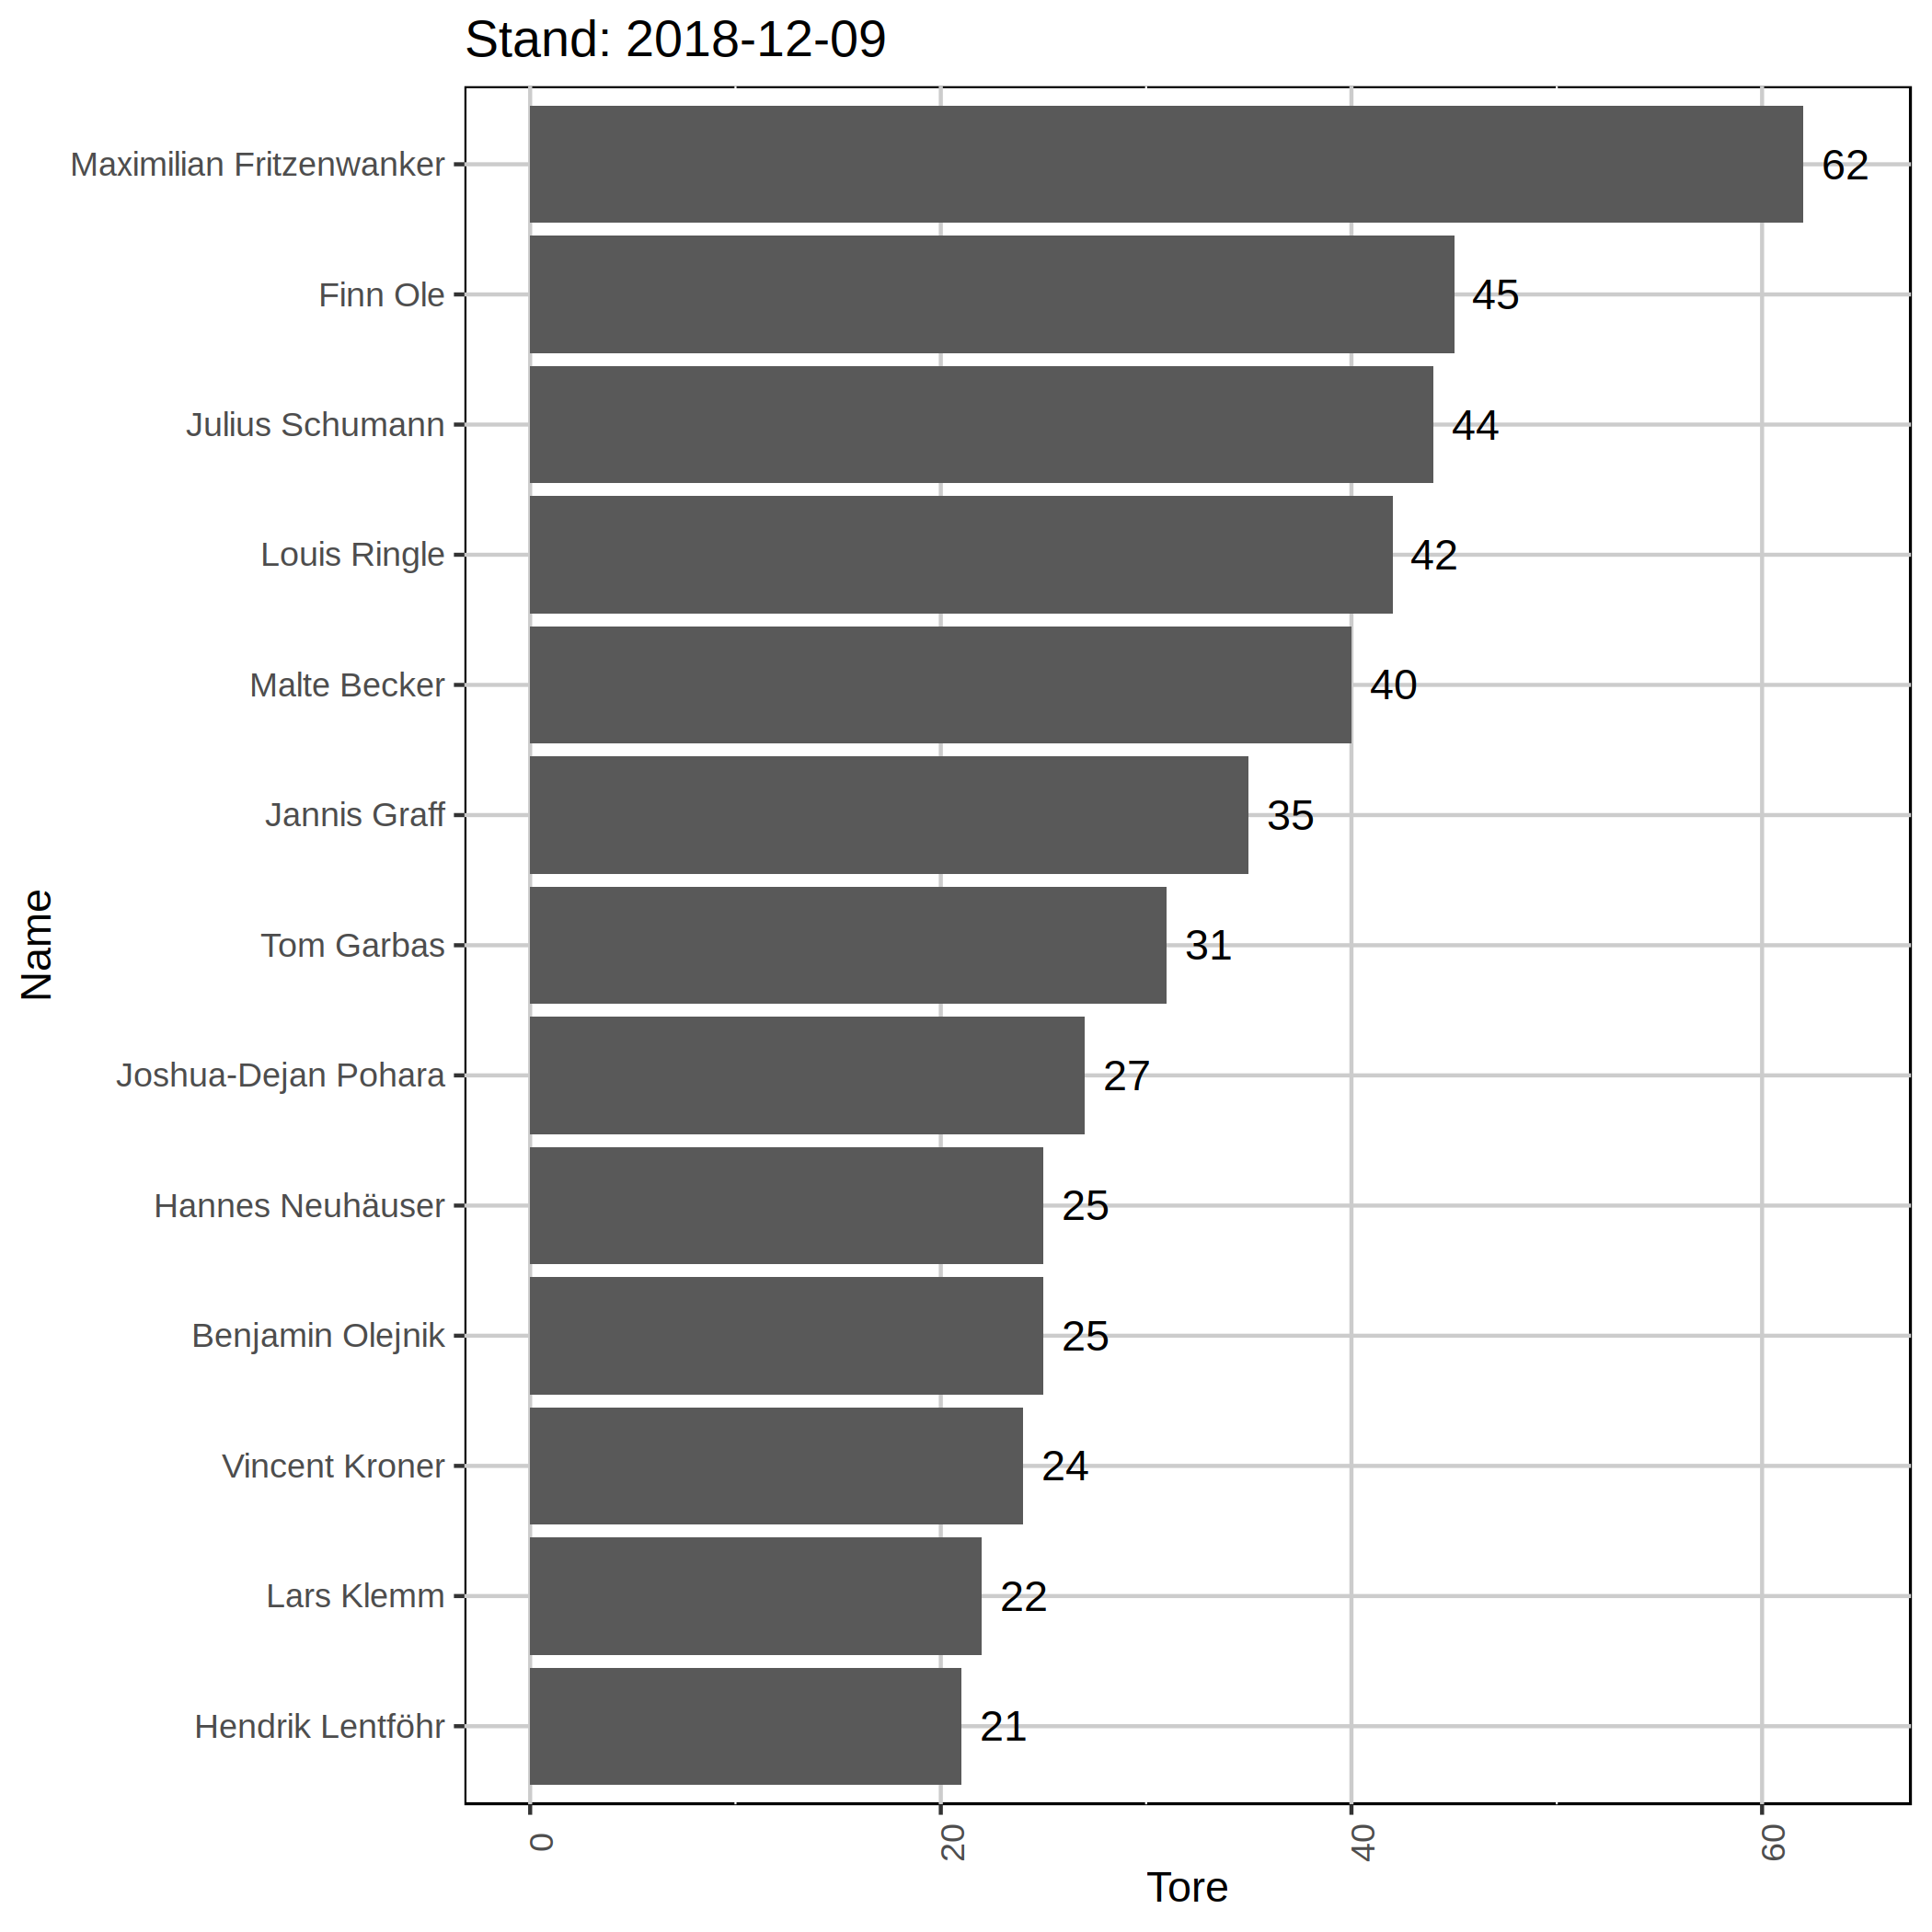 Stand: 2018-12-09
Maximilian Fritzenwanker 62
Finn Ole 45
Julius Schumann 44
Louis Ringle 42
Malte Becker 40
Jannis Graff 35
Tom Garbas 31
Joshua-Dejan Pohara 27
Hannes Neuhäuser 25
Benjamin Olejnik 25
Vincent Kroner 24
Lars Klemm 22
Hendrik Lentföhr 21
Name
0 20 40 60
Tore